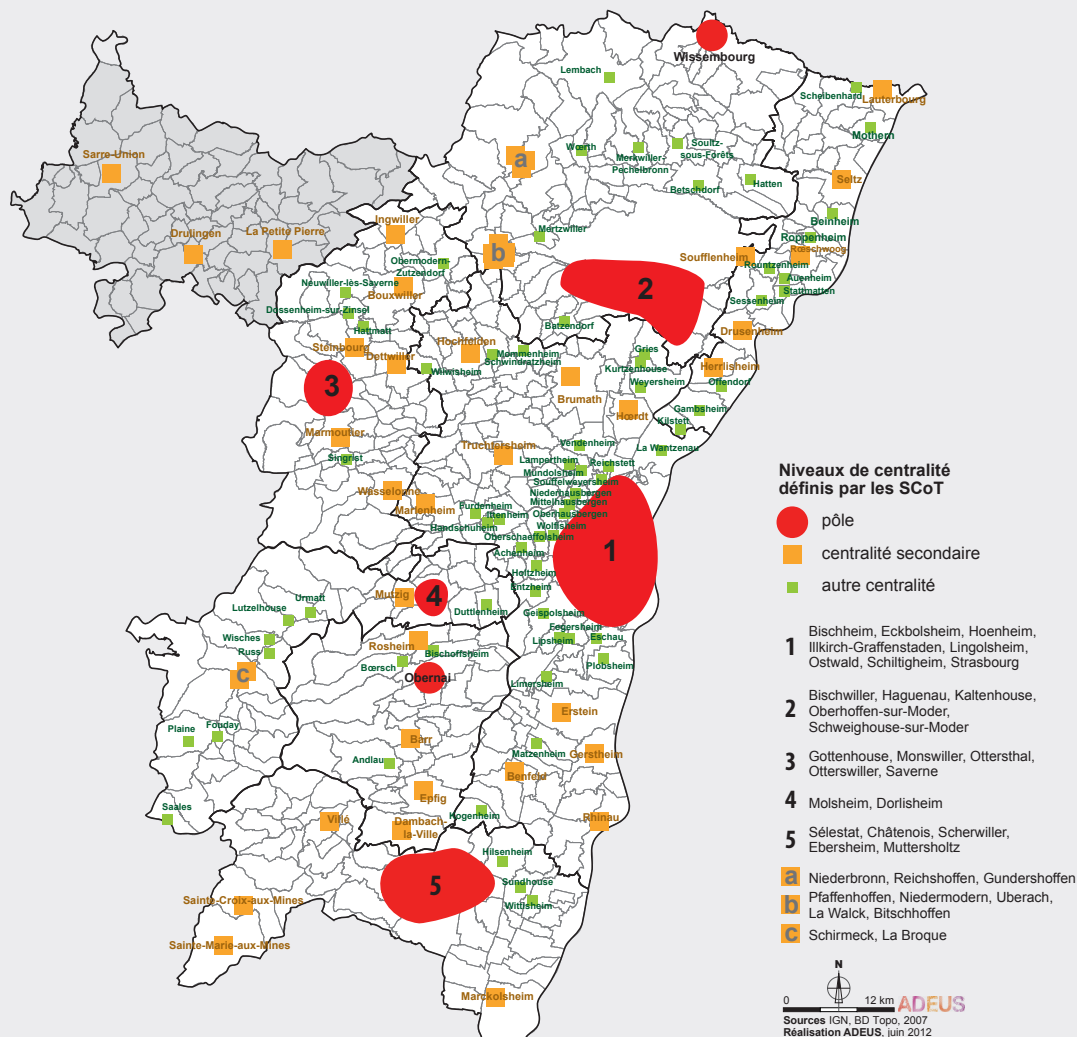 Wissembourg
Lembach
Scheibenhard
Lauterbourg
Mothern
Sarre-Union
a
Wœrth
Merkwiller-
Pechelbronn
Soultz-
sous-Forêts
Betschdorf
Hatten
Seltz
Beinheim
Drulingen
La Petite Pierre
Ingwiller
Mertzwiller
b
Roppenheim
Rœschwoog
Soufflenheim
Rountzenheim
Auenheim
Stattmatten
Sessenheim
Obermodern-
Zutzendorf
Neuwiller-lès-Saverne
Bouxwiller
2
Dossenheim-sur-Zinsel
Hattmatt
Batzendorf
Drusenheim
Steinbourg
Dettwiller
Hochfelden
Mommenheim
Schwindratzheim
Wilwisheim
Gries
Kurtzenhouse
Weyersheim
Herrlisheim
Offendorf
3
Brumath
Hœrdt
Gambsheim
Kilstett
Marmoutier
Singrist
Truchtersheim
Vendenheim
La Wantzenau
Lampertheim
Reichstett
Mundolsheim
Souffelweyersheim
Niederhausbergen
Mittelhausbergen
Oberhausbergen
Wasselonne
Marlenheim
Furdenheim
Ittenheim
Handschuheim
Wolfisheim
Oberschaeffolsheim
Achenheim
1
Holtzheim
Entzheim
Mutzig
4
Duttlenheim
Geispolsheim
Fegersheim
Lipsheim
Eschau
Plobsheim
Limersheim
Urmatt
Lutzelhouse
Wisches
Russ
c
Rosheim
Bischoffsheim
Bœrsch
Obernai
Erstein
Plaine
Fouday
Barr
Andlau
Matzenheim
Gerstheim
Benfeld
Epfig
Saales
Villé
Dambach-
la-Ville
Kogenheim
Rhinau
Hilsenheim
5
Sundhouse
Wittisheim
Sainte-Croix-aux-Mines
Sainte-Marie-aux-Mines
Marckolsheim
Niveaux de centralité
définis par les SCoT
pôle
centralité secondaire
autre centralité
1 Bischheim, Eckbolsheim, Hoenheim,
Illkirch-Graffenstaden, Lingolsheim,
Ostwald, Schiltigheim, Strasbourg
2 Bischwiller, Haguenau, Kaltenhouse,
Oberhoffen-sur-Moder,
Schweighouse-sur-Moder
3 Gottenhouse, Monswiller, Ottersthal,
Otterswiller, Saverne
4 Molsheim, Dorlisheim
5 Sélestat, Châtenois, Scherwiller,
Ebersheim, Muttersholtz
a Niederbronn, Reichshoffen, Gundershoffen
b Pfaffenhoffen, Niedermodern, Uberach,
La Walck, Bitschhoffen
c Schirmeck, La Broque
N
0 12 km ADEUS
Sources IGN, BD Topo, 2007
Réalisation ADEUS, juin 2012